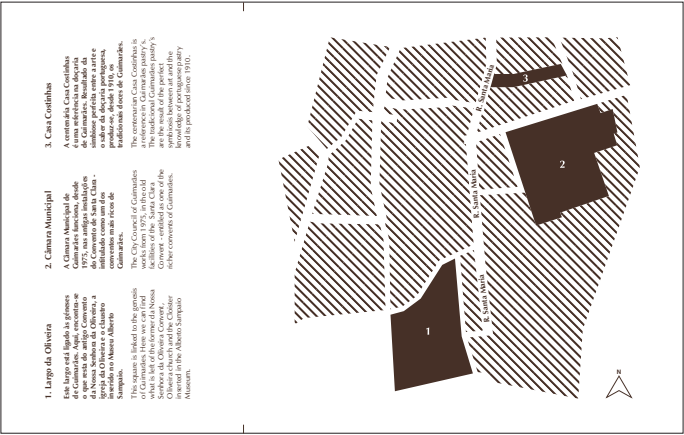 1. Largo da Oliveira
Este largo está ligado às géneses
de Guimarães. Aqui, encontra-se
o que resta do antigo Convento
da Nossa Senhora da Oliveira, a
igreja da Oliveira e o claustro
inserido no Museu Alberto
Sampaio.
This square is linked to the genesis
of Guimarães. Here we can find
what is left of the former da Nossa
Senhora da Oliveira Convent,
Oliveira church and the Cloister
inserted in the Alberto Sampaio
Museum.
2. Câmara Municipal
A Câmara Municipal de
Guimarães funciona, desde
1975, nas antigas instalações
do Convento de Santa Clara -
intitulado como um dos
conventos mais ricos de
Guimarães.
The City Council of Guimarães
works from 1975, in the old
facilities of the Santa Clara
Convent - entitled as one of the
richer convents of Guimarães.
3. Casa Costinhas
A centenária Casa Costinhas
é uma referência na doçaria
de Guimarães. Resultado da
simbiose perfeita entre a arte e
o saber da doçaria portuguesa,
produz-se, desde 1910, os
tradicionais doces de Guimarães.
The centenarian Casa Costinhas is
a reference in Guimarães pastry's.
The tradicional Guimarães pastry's
are the result of the perfect
symbiosis between art and the
knowledge of portuguese pastry
and its produced since 1910.
R. Santa Maria
3
2
R. Santa Maria
R. Santa Maria
1
N